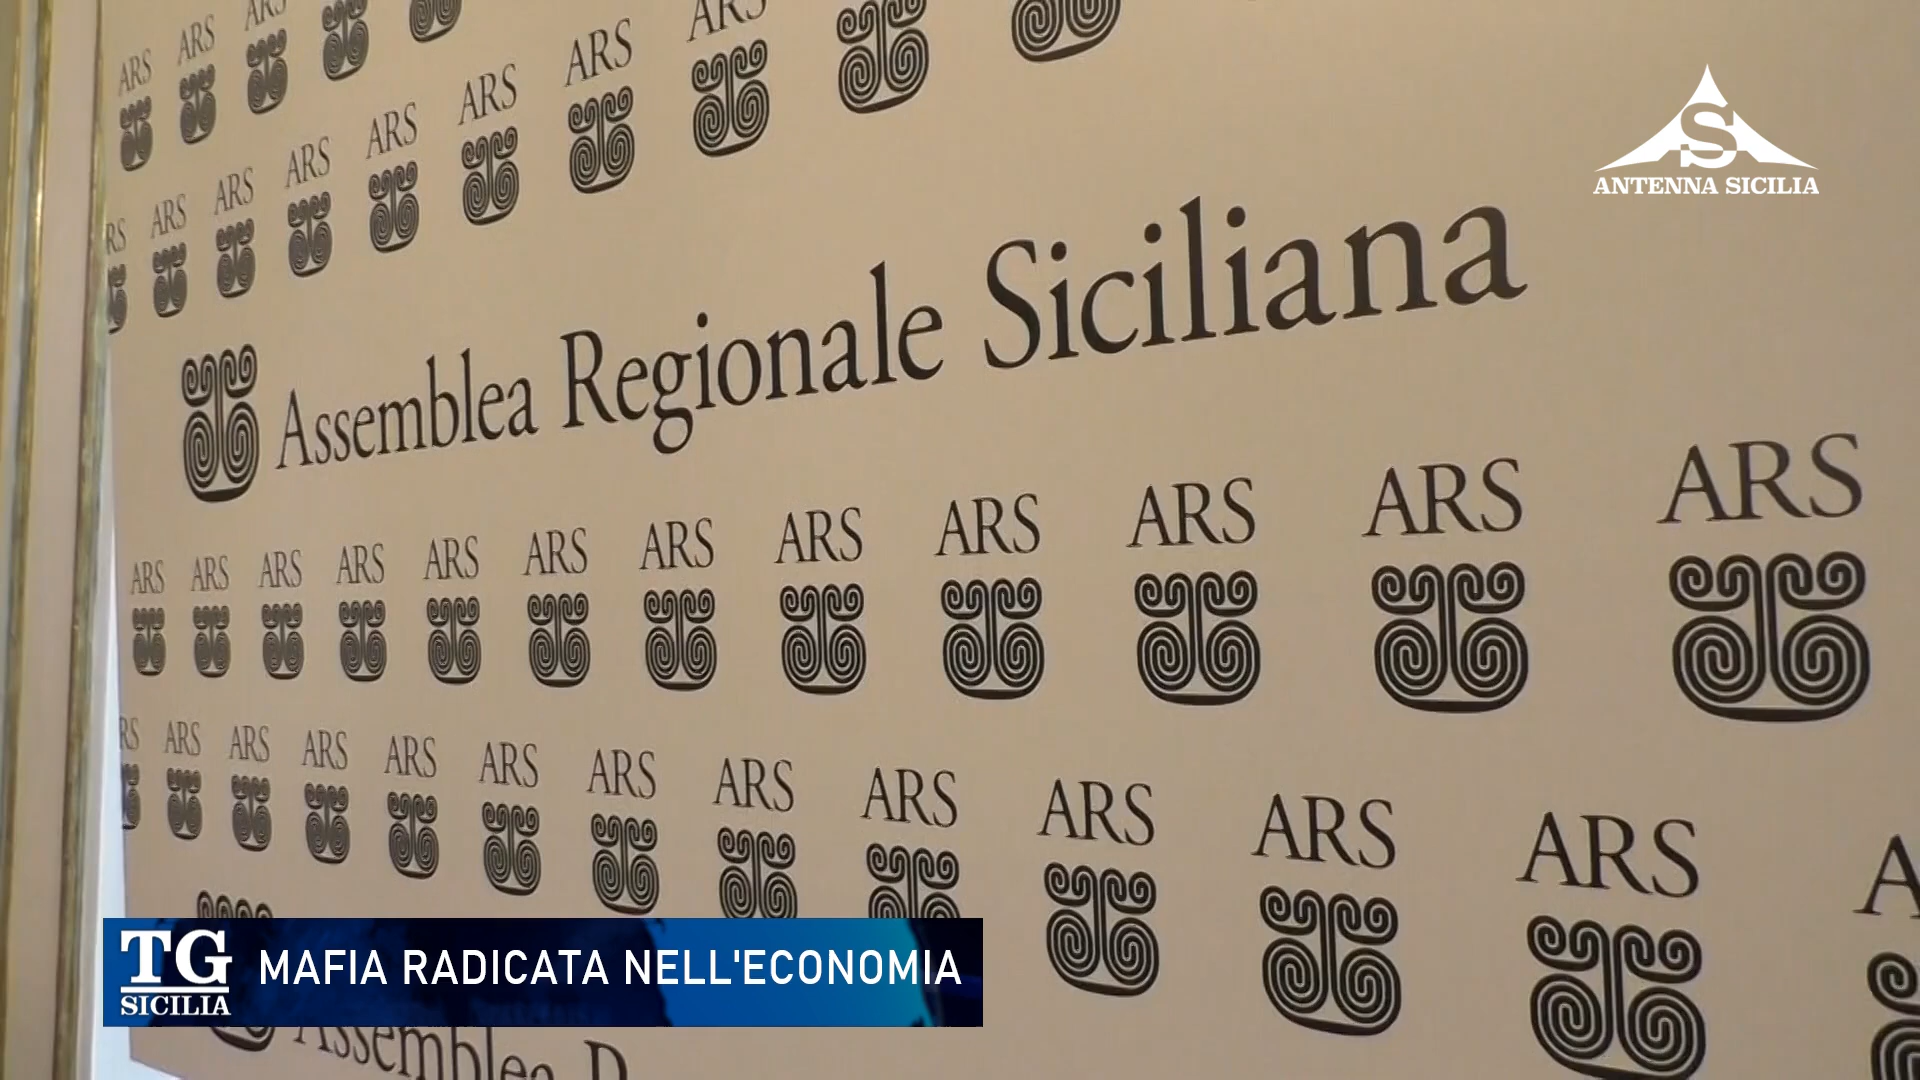 ARS ARS ARS
ARS ARS ARS ARS ARS ARS ARS
S
ANTENNA SICILIA
Assemblea Regionale Siciliana
ARS ARS ARS ARS ARS ARS ARS ARS ARS ARS ARS ARS
RS ARS ARS ARS ARS ARS ARS ARS ARS ARS ARS ARS A
TG
SICILIA
MAFIA RADICATA NELL'ECONOMIA
Assemblea R